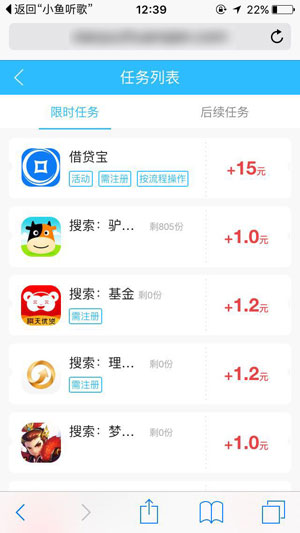 返回“小鱼听歌” 12:39 22%
任务列表
限时任务 后续任务
借贷宝
活动 需注册 按流程操作
+15元
搜索：驴... 剩805份
+1.0元
搜索：基金 剩0份
需注册
+1.2元
搜索：理... 剩0份
需注册
+1.2元
搜索：梦... 剩0份
+1.0元